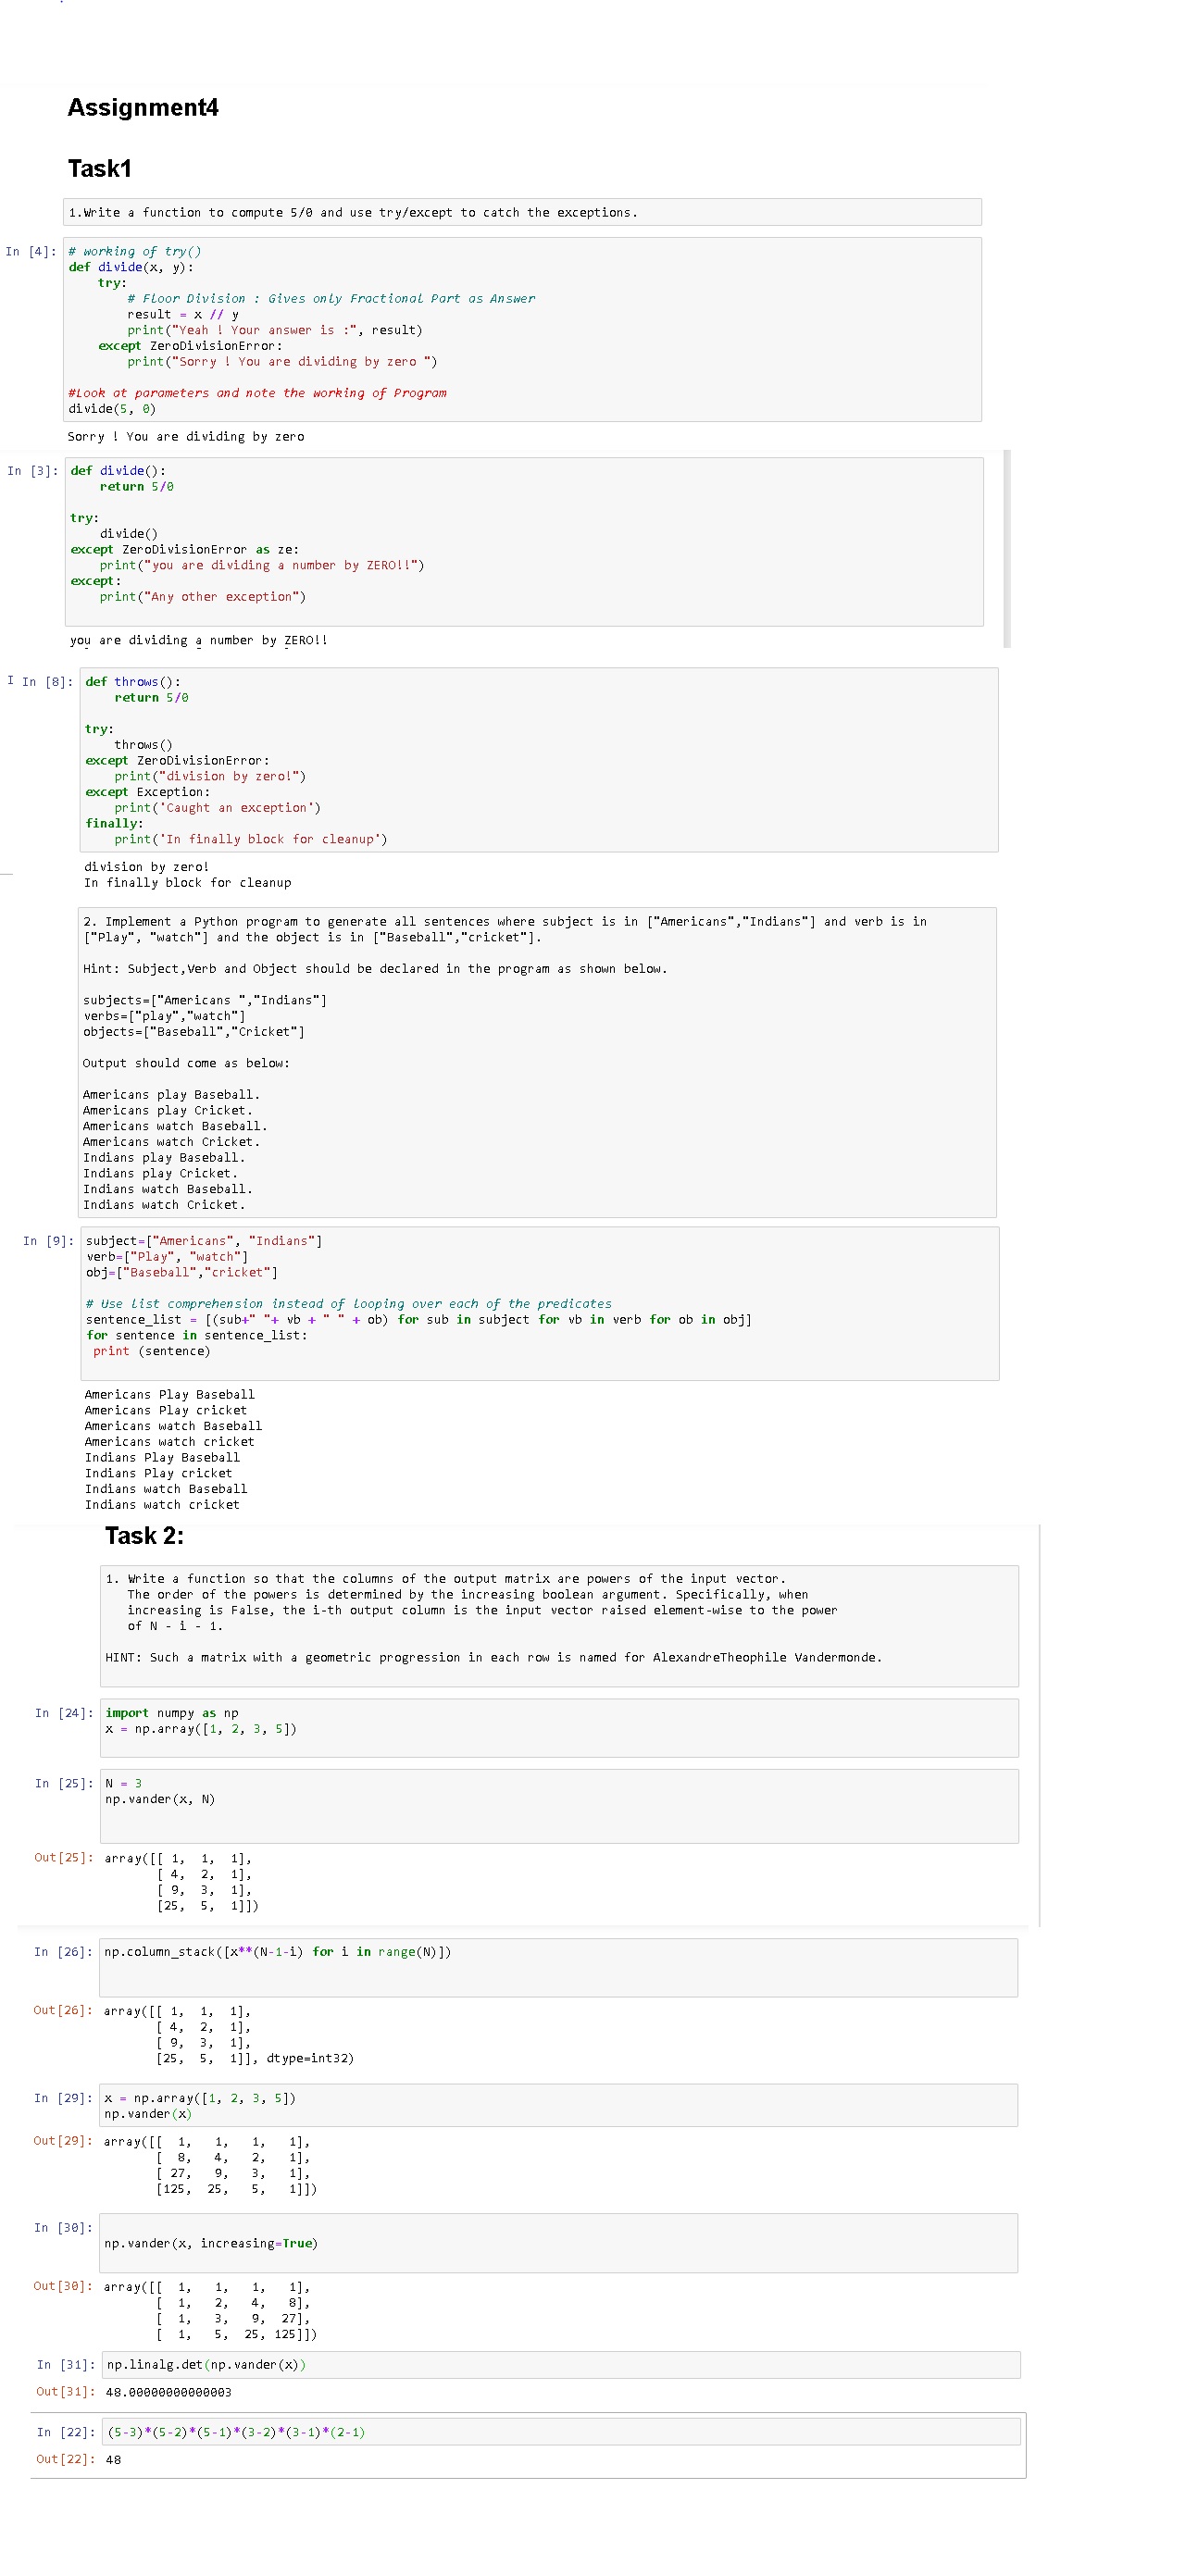 Assignment4
Task1
1.Write a function to compute 5/0 and use try/except to catch the exceptions.
In [4]: # working of try()
def divide(x, y):
    try:
        # Floor Division : Gives only Fractional Part as Answer
        result = x // y
        print("Yeah ! Your answer is :", result)
    except ZeroDivisionError:
        print("Sorry ! You are dividing by zero ")
#Look at parameters and note the working of Program
divide(5, 0)
Sorry ! You are dividing by zero
In [3]: def divide():
    return 5/0
try:
    divide()
except ZeroDivisionError as ze:
    print("you are dividing a number by ZERO!!")
except:
    print("Any other exception")
you are dividing a number by ZERO!!
I In [8]: def throws():
    return 5/0
try:
    throws()
except ZeroDivisionError:
    print("division by zero!")
except Exception:
    print('Caught an exception')
finally:
    print('In finally block for cleanup')
division by zero!
In finally block for cleanup
2. Implement a Python program to generate all sentences where subject is in ["Americans","Indians"] and verb is in
["Play", "watch"] and the object is in ["Baseball","cricket"].
Hint: Subject,Verb and Object should be declared in the program as shown below.
subjects=["Americans ","Indians"]
verbs=["play","watch"]
objects=["Baseball","Cricket"]
Output should come as below:
Americans play Baseball.
Americans play Cricket.
Americans watch Baseball.
Americans watch Cricket.
Indians play Baseball.
Indians play Cricket.
Indians watch Baseball.
Indians watch Cricket.
In [9]: subject=["Americans", "Indians"]
verb=["Play", "watch"]
obj=["Baseball","cricket"]
# Use list comprehension instead of looping over each of the predicates
sentence_list = [(sub+" "+ vb + " " + ob) for sub in subject for vb in verb for ob in obj]
for sentence in sentence_list:
 print (sentence)
Americans Play Baseball
Americans Play cricket
Americans watch Baseball
Americans watch cricket
Indians Play Baseball
Indians Play cricket
Indians watch Baseball
Indians watch cricket
Task 2:
1. Write a function so that the columns of the output matrix are powers of the input vector.
   The order of the powers is determined by the increasing boolean argument. Specifically, when
   increasing is False, the i-th output column is the input vector raised element-wise to the power
   of N - i - 1.
HINT: Such a matrix with a geometric progression in each row is named for AlexandreTheophile Vandermonde.
In [24]: import numpy as np
x = np.array([1, 2, 3, 5])
In [25]: N = 3
np.vander(x, N)
Out[25]: array([[ 1,  1,  1],
       [ 4,  2,  1],
       [ 9,  3,  1],
       [25,  5,  1]])
In [26]: np.column_stack([x**(N-1-i) for i in range(N)])
Out[26]: array([[ 1,  1,  1],
       [ 4,  2,  1],
       [ 9,  3,  1],
       [25,  5,  1]], dtype=int32)
In [29]: x = np.array([1, 2, 3, 5])
np.vander(x)
Out[29]: array([[  1,   1,   1,   1],
       [  8,   4,   2,   1],
       [ 27,   9,   3,   1],
       [125,  25,   5,   1]])
In [30]:
np.vander(x, increasing=True)
Out[30]: array([[  1,   1,   1,   1],
       [  1,   2,   4,   8],
       [  1,   3,   9,  27],
       [  1,   5,  25, 125]])
In [31]: np.linalg.det(np.vander(x))
Out[31]: 48.00000000000003
In [22]: (5-3)*(5-2)*(5-1)*(3-2)*(3-1)*(2-1)
Out[22]: 48